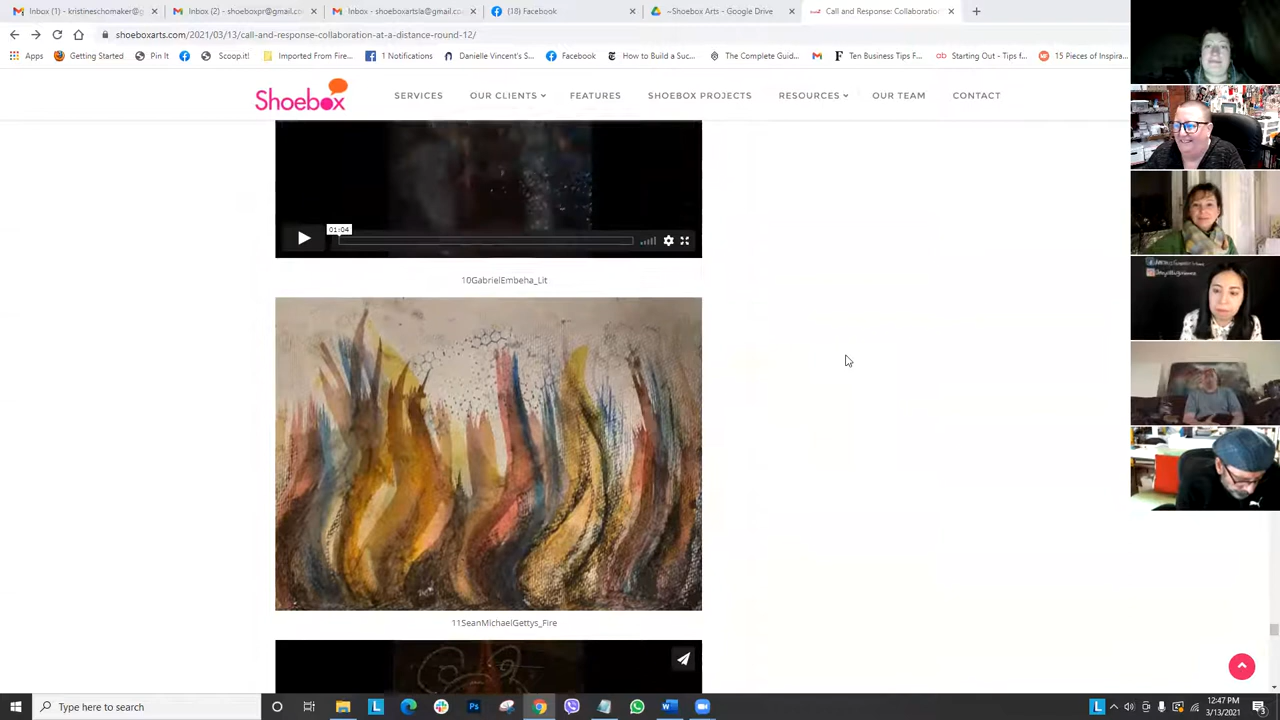 Inbox (1) - kristineschomaker@g
Inbox (2) - shoeboxpr@gmail.co
Inbox - shoeboxartsla@gmail.co
(18) Facebook
~Shoebox Arts - Google Drive
Call and Response: Collaboratio
shoeboxarts.com/2021/03/13/call-and-response-collaboration-at-a-distance-round-12/
Apps
Getting Started
Pin It
Scoop.it!
Imported From Fire...
1 Notifications
Danielle Vincent's S...
Facebook
How to Build a Suc...
The Complete Guid...
Ten Business Tips F...
Starting Out - Tips f...
15 Pieces of Inspirat...
Shoebox
SERVICES
OUR CLIENTS
FEATURES
SHOEBOX PROJECTS
RESOURCES
OUR TEAM
CONTACT
01:04
10GabrielEmbeha_Lit
11SeanMichaelGettys_Fire
Type here to search
12:47 PM
3/13/2021